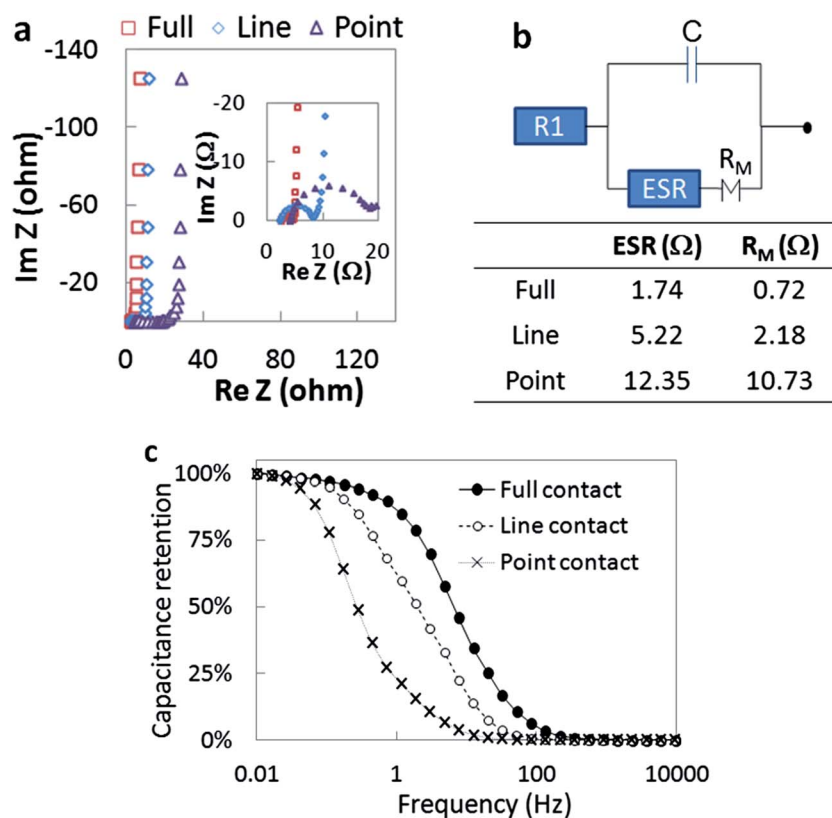 a
Full Line Point
-140
-100
-60
-20
Im Z (ohm)
0 40 80 120
Re Z (ohm)
-20
-10
0
Im Z (Ω)
0 10 20
Re Z (Ω)
b
C
R1
ESR
RM
ESR (Ω) RM (Ω)
Full 1.74 0.72
Line 5.22 2.18
Point 12.35 10.73
c
100%
75%
50%
25%
0%
Capacitance retention
Full contact
Line contact
Point contact
0.01 1 100 10000
Frequency (Hz)